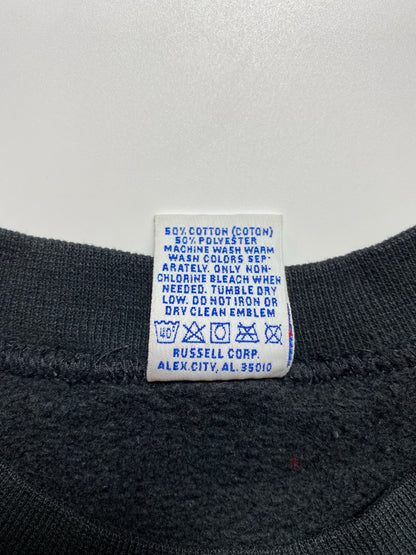 50% COTTON (COTON)
50% POLYESTER
MACHINE WASH WARM
WASH COLORS SEP-
ARATELY. ONLY NON-
CHLORINE BLEACH WHEN
NEEDED. TUMBLE DRY
LOW. DO NOT IRON OR
DRY CLEAN EMBLEM
40°
RUSSELL CORP.
ALEX.CITY, AL. 35010